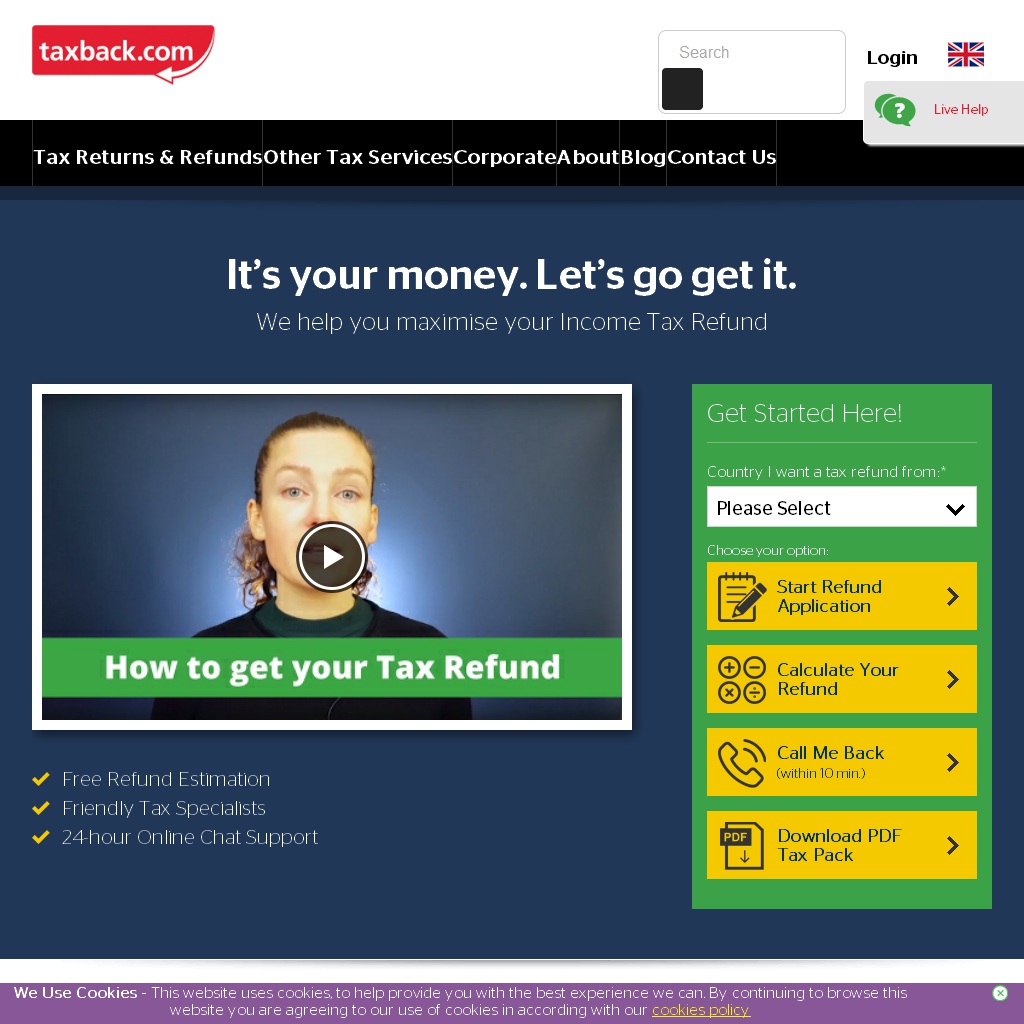 taxback.com
Search
Login
Live Help
Tax Returns & Refunds
Other Tax Services
Corporate
About
Blog
Contact Us
It's your money. Let's go get it.
We help you maximise your Income Tax Refund
How to get your Tax Refund
Free Refund Estimation
Friendly Tax Specialists
24-hour Online Chat Support
Get Started Here!
Country I want a tax refund from:*
Please Select
Choose your option:
Start Refund
Application
Calculate Your
Refund
Call Me Back
(within 10 min.)
PDF
Download PDF
Tax Pack
We Use Cookies - This website uses cookies, to help provide you with the best experience we can. By continuing to browse this
website you are agreeing to our use of cookies in according with our cookies policy.